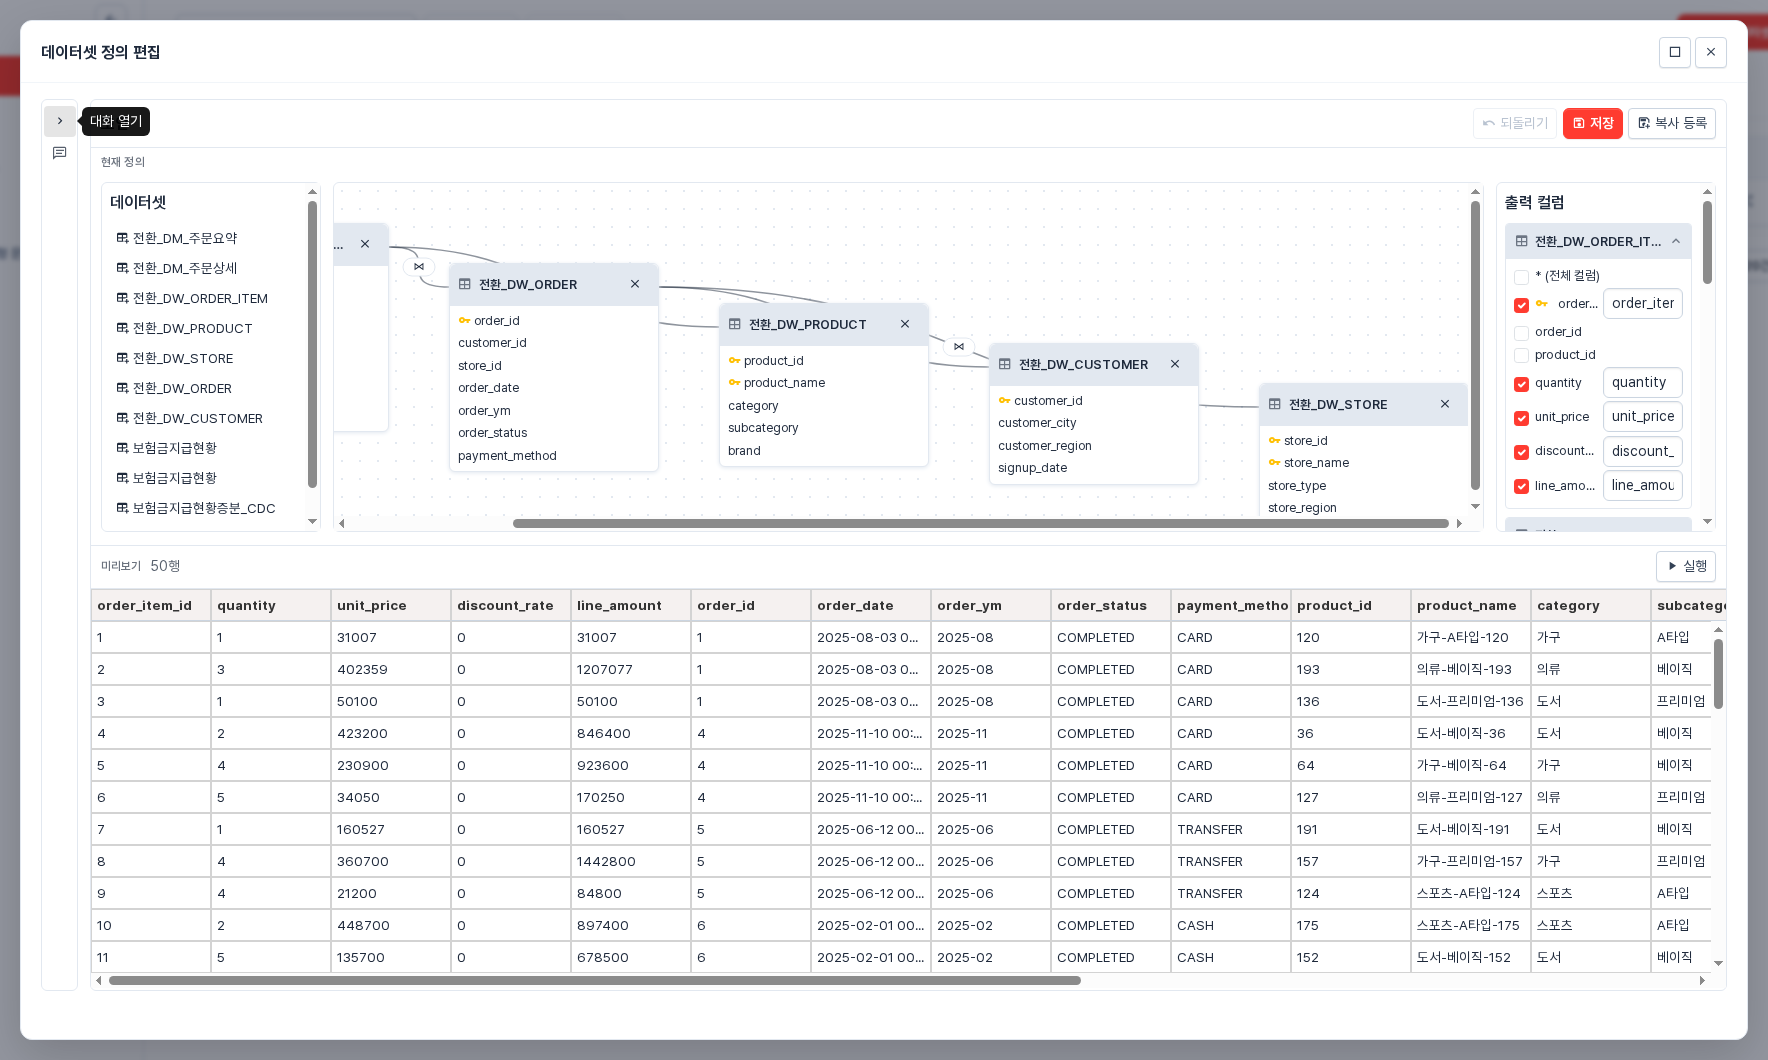 데이터셋 정의 편집
대화 열기
되돌리기
저장
복사 등록
현재 정의
데이터셋
전환_DM_주문요약
전환_DM_주문상세
전환_DW_ORDER_ITEM
전환_DW_PRODUCT
전환_DW_STORE
전환_DW_ORDER
전환_DW_CUSTOMER
보험금지급현황
보험금지급현황
보험금지급현황증분_CDC
...
전환_DW_ORDER
order_id
customer_id
store_id
order_date
order_ym
order_status
payment_method
전환_DW_PRODUCT
product_id
product_name
category
subcategory
brand
전환_DW_CUSTOMER
customer_id
customer_city
customer_region
signup_date
전환_DW_STORE
store_id
store_name
store_type
store_region
출력 컬럼
전환_DW_ORDER_IT...
* (전체 컬럼)
order... order_iter
order_id
product_id
quantity quantity
unit_price unit_price
discount... discount_
line_amo... line_amou
미리보기 50행
실행
order_item_id quantity unit_price discount_rate line_amount order_id order_date order_ym order_status payment_metho product_id product_name category subcatego
1 1 31007 0 31007 1 2025-08-03 0... 2025-08 COMPLETED CARD 120 가구-A타입-120 가구 A타입
2 3 402359 0 1207077 1 2025-08-03 0... 2025-08 COMPLETED CARD 193 의류-베이직-193 의류 베이직
3 1 50100 0 50100 1 2025-08-03 0... 2025-08 COMPLETED CARD 136 도서-프리미엄-136 도서 프리미엄
4 2 423200 0 846400 4 2025-11-10 00:... 2025-11 COMPLETED CARD 36 도서-베이직-36 도서 베이직
5 4 230900 0 923600 4 2025-11-10 00:... 2025-11 COMPLETED CARD 64 가구-베이직-64 가구 베이직
6 5 34050 0 170250 4 2025-11-10 00:... 2025-11 COMPLETED CARD 127 의류-프리미엄-127 의류 프리미엄
7 1 160527 0 160527 5 2025-06-12 00... 2025-06 COMPLETED TRANSFER 191 도서-베이직-191 도서 베이직
8 4 360700 0 1442800 5 2025-06-12 00... 2025-06 COMPLETED TRANSFER 157 가구-프리미엄-157 가구 프리미엄
9 4 21200 0 84800 5 2025-06-12 00... 2025-06 COMPLETED TRANSFER 124 스포츠-A타입-124 스포츠 A타입
10 2 448700 0 897400 6 2025-02-01 00... 2025-02 COMPLETED CASH 175 스포츠-A타입-175 스포츠 A타입
11 5 135700 0 678500 6 2025-02-01 00... 2025-02 COMPLETED CASH 152 도서-베이직-152 도서 베이직